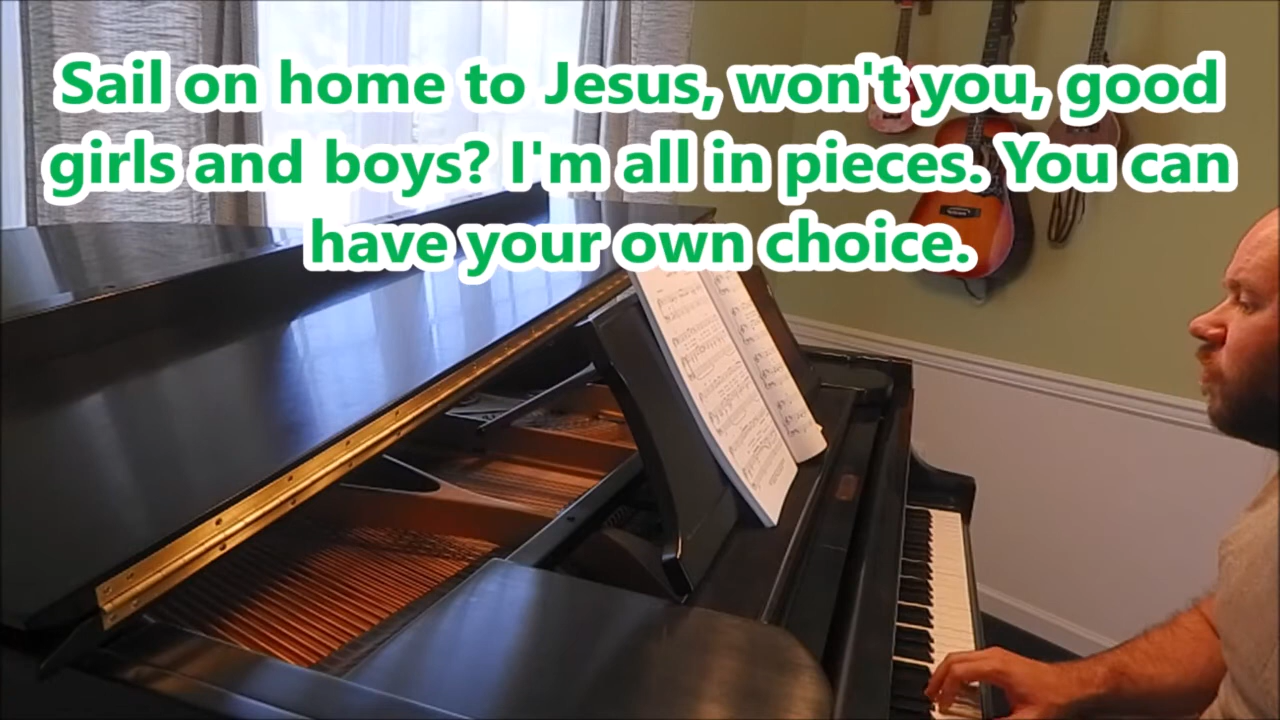 Sail on home to Jesus, won't you, good
girls and boys? I'm all in pieces. You can
have your own choice.